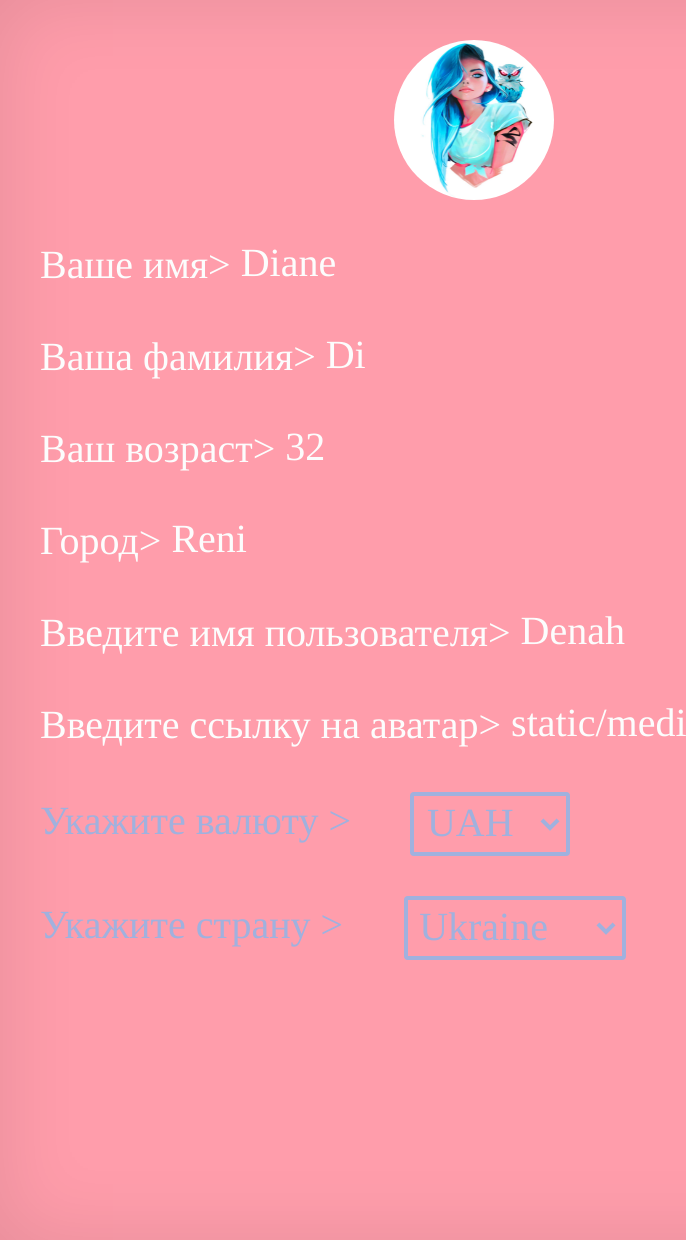 Ваше имя> Diane
Ваша фамилия> Di
Ваш возраст> 32
Город> Reni
Введите имя пользователя> Denah
Введите ссылку на аватар> static/medi
Укажите валюту > UAH
Укажите страну > Ukraine